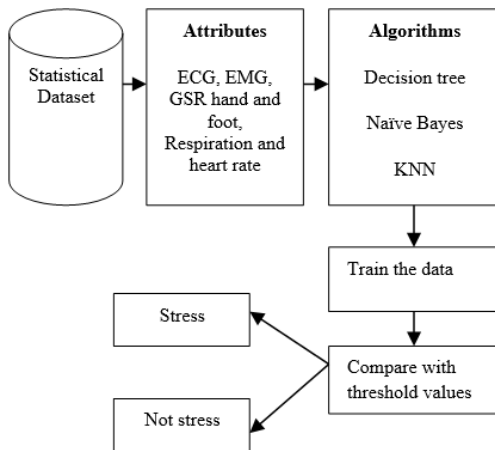 Statistical
Dataset
Attributes
ECG, EMG,
GSR hand and
foot,
Respiration and
heart rate
Algorithms
Decision tree
Naïve Bayes
KNN
Train the data
Compare with
threshold values
Stress
Not stress